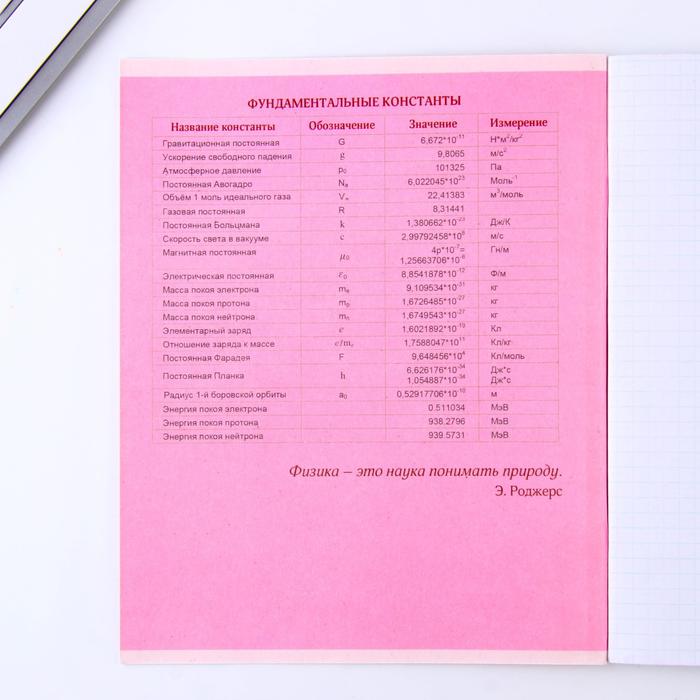 ФУНДАМЕНТАЛЬНЫЕ КОНСТАНТЫ
Название константы Обозначение Значение Измерение
Гравитационная постоянная G 6,672*10⁻¹¹ Н*м²/кг²
Ускорение свободного падения g 9,8065 м/с²
Атмосферное давление p₀ 101325 Па
Постоянная Авогадро Nₐ 6,022045*10²³ Моль⁻¹
Объём 1 моль идеального газа V 22,41383 м³/моль
Газовая постоянная R 8,31441
Постоянная Больцмана k 1,380662*10⁻²³ Дж/К
Скорость света в вакууме c 2,99792458*10⁸ м/с
Магнитная постоянная μ₀ 4p*10⁻⁷= Гн/м
1,25663706*10⁻⁶
Электрическая постоянная ε₀ 8,8541878*10⁻¹² Ф/м
Масса покоя электрона mₑ 9,109534*10⁻³¹ кг
Масса покоя протона mₚ 1,6726485*10⁻²⁷ кг
Масса покоя нейтрона mₙ 1,6749543*10⁻²⁷ кг
Элементарный заряд e 1,6021892*10⁻¹⁹ Кл
Отношение заряда к массе e/mₑ 1,7588047*10¹¹ Кл/кг
Постоянная Фарадея F 9,648456*10⁴ Кл/моль
Постоянная Планка h 6,626176*10⁻³⁴ Дж*с
1,054887*10⁻³⁴ Дж*с
Радиус 1-й боровской орбиты a₀ 0,52917706*10⁻¹⁰ м
Энергия покоя электрона 0.511034 МэВ
Энергия покоя протона 938.2796 МэВ
Энергия покоя нейтрона 939.5731 МэВ
Физика – это наука понимать природу.
Э. Роджерс